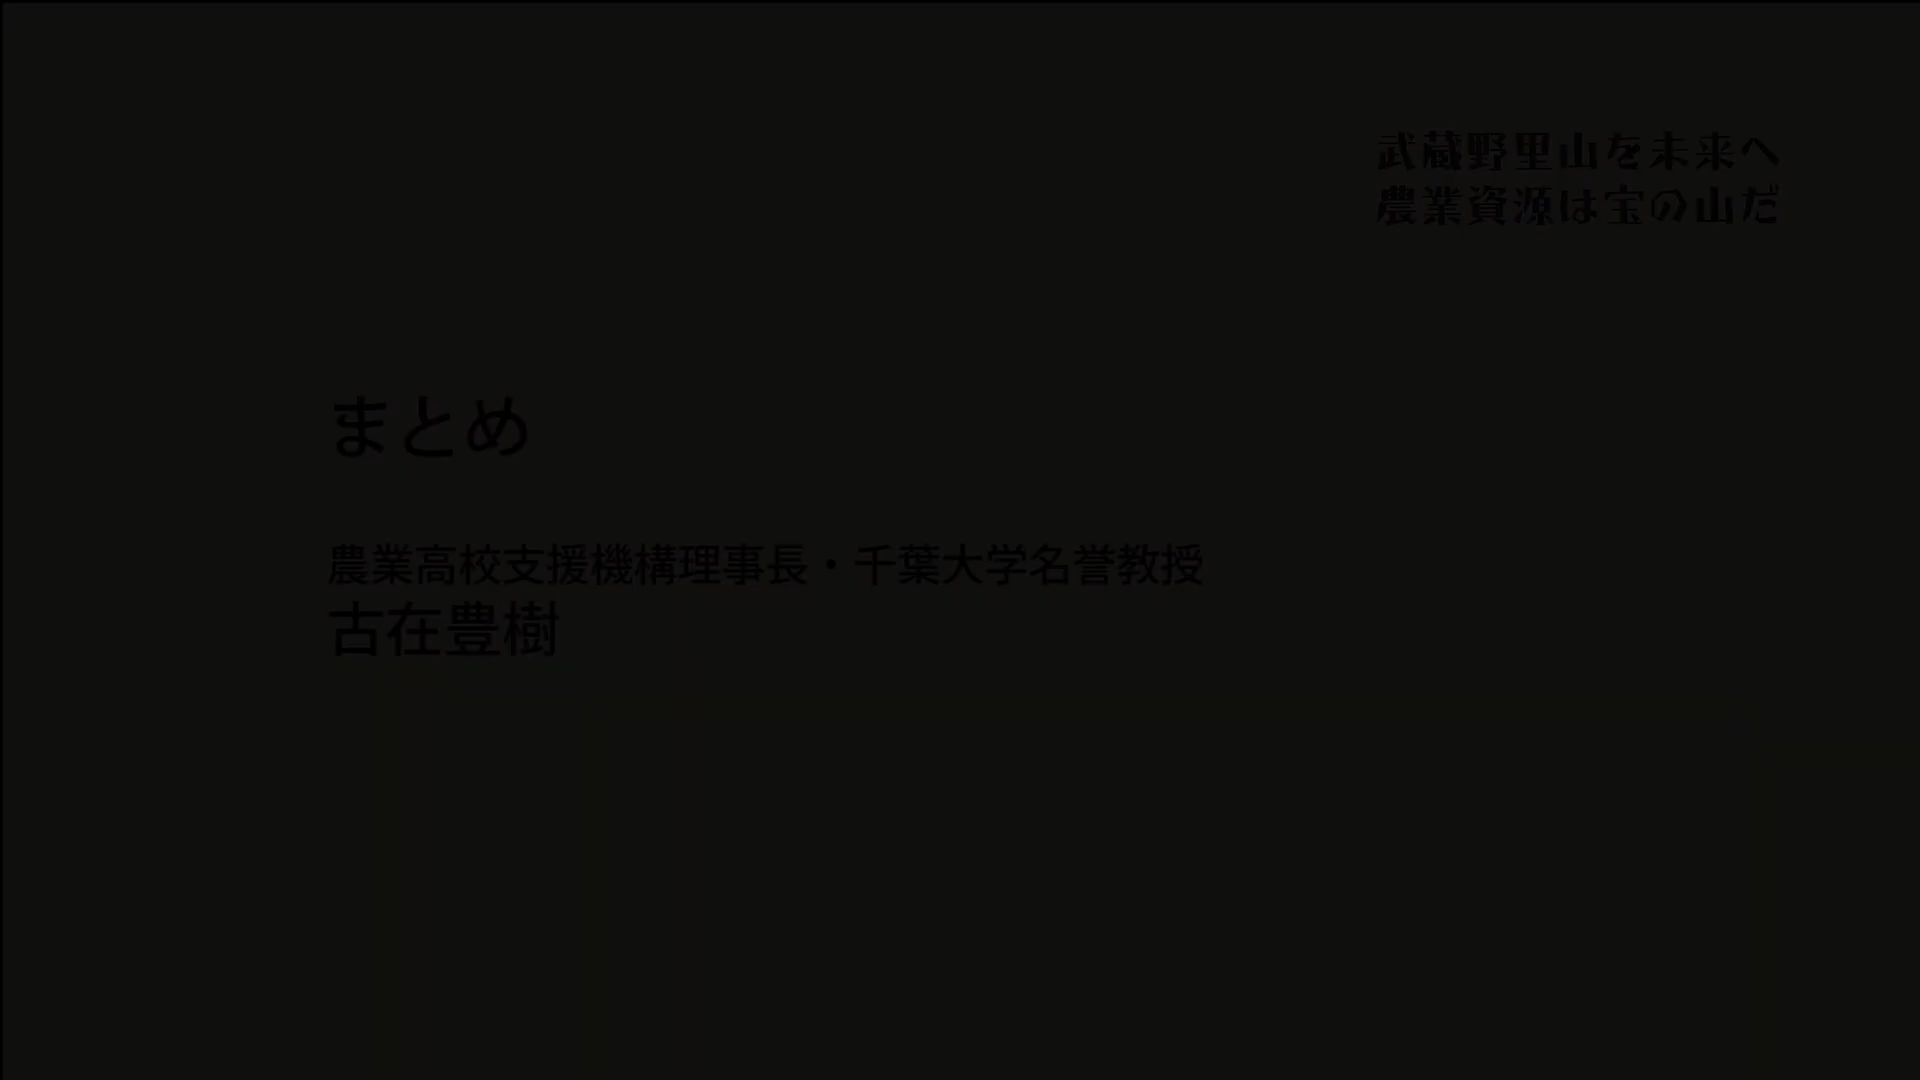 武蔵野里山を未来へ
農業資源は宝の山だ
まとめ
農業高校支援機構理事長・千葉大学名誉教授
古在豊樹